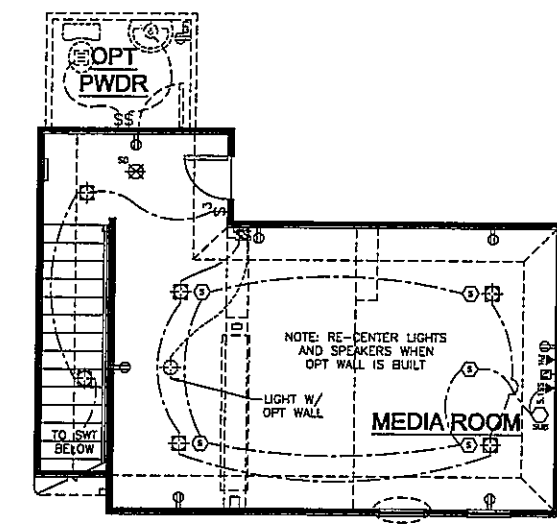 OPT
PWDR
$$
SD
$3
$$
S
S
NOTE: RE-CENTER LIGHTS
AND SPEAKERS WHEN
OPT WALL IS BUILT
S
LIGHT W/
OPT WALL
SUB
MEDIA ROOM
TO SWT
BELOW
S
S